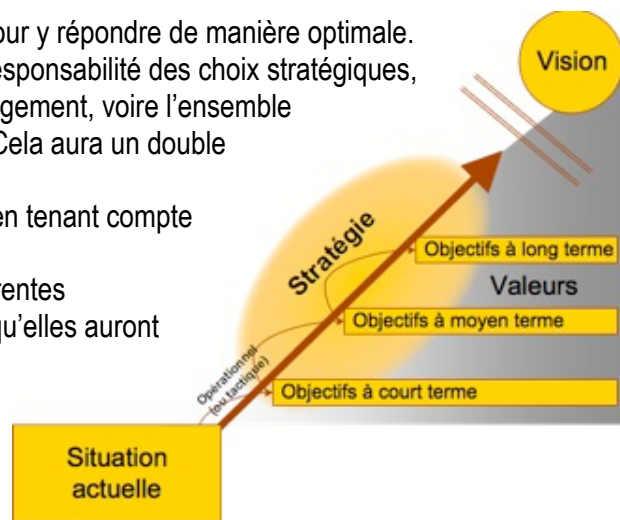 our y répondre de manière optimale.
esponsabilité des choix stratégiques,
gement, voire l'ensemble
Cela aura un double
en tenant compte
rentes
qu'elles auront
Vision
Stratégie
Objectifs à long terme
Valeurs
Objectifs à moyen terme
Opérationnel
(ou tactique)
Objectifs à court terme
Situation
actuelle